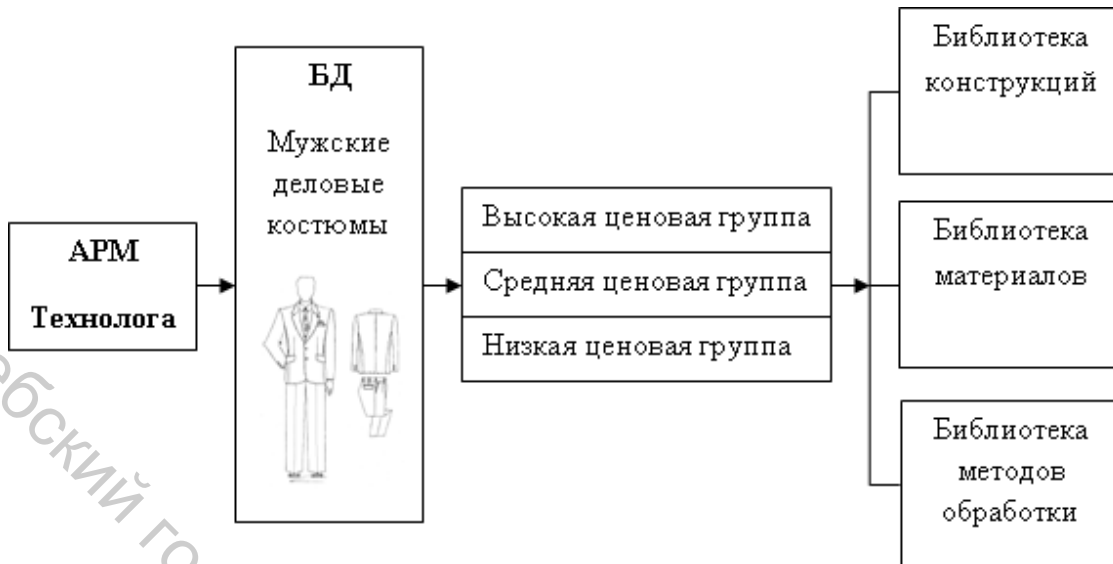 АРМ
Технолога
БД
Мужские
деловые
костюмы
Высокая ценовая группа
Средняя ценовая группа
Низкая ценовая группа
Библиотека
конструкций
Библиотека
материалов
Библиотека
методов
обработки